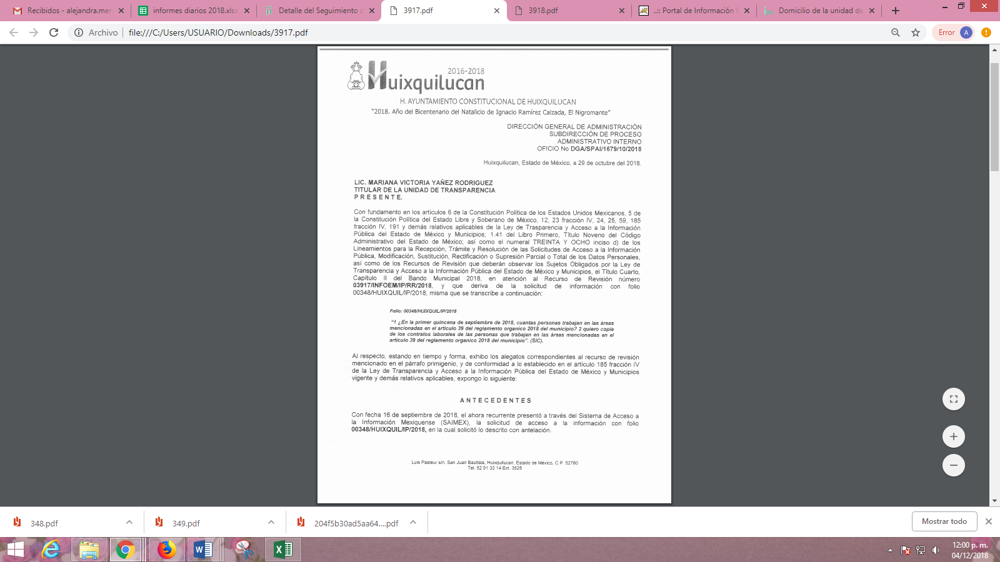 Recibidos - alejandra.men
informes diarios 2018.xlsx
Detalle del Seguimiento d
3917.pdf
3918.pdf
..:: Portal de Información
Domicilio de la unidad de
Archivo
file:///C:/Users/USUARIO/Downloads/3917.pdf
Error
A
2016-2018
Huixquilucan
H. AYUNTAMIENTO CONSTITUCIONAL DE HUIXQUILUCAN
"2018. Año del Bicentenario del Natalicio de Ignacio Ramírez Calzada, El Nigromante"
DIRECCIÓN GENERAL DE ADMINISTRACIÓN
SUBDIRECCIÓN DE PROCESO
ADMINISTRATIVO INTERNO
OFICIO No DGA/SPAI/1679/10/2018
Huixquilucan, Estado de México, a 29 de octubre del 2018.
LIC. MARIANA VICTORIA YAÑEZ RODRIGUEZ
TITULAR DE LA UNIDAD DE TRANSPARENCIA
P R E S E N T E.
Con fundamento en los artículos 6 de la Constitución Política de los Estados Unidos Mexicanos, 5 de
la Constitución Política del Estado Libre y Soberano de México, 12, 23 fracción IV, 24, 25, 59, 185
fracción IV, 191 y demás relativos aplicables de la Ley de Trasparencia y Acceso a la Información
Pública del Estado de México y Municipios; 1.41 del Libro Primero, Título Noveno del Código
Administrativo del Estado de México; así como el numeral TREINTA Y OCHO inciso d) de los
Lineamientos para la Recepción, Trámite y Resolución de las Solicitudes de Acceso a la Información
Pública, Modificación, Sustitución, Rectificación o Supresión Parcial o Total de los Datos Personales,
así como de los Recursos de Revisión que deberán observar los Sujetos Obligados por la Ley de
Transparencia y Acceso a la Información Pública del Estado de México y Municipios, el Título Cuarto,
Capítulo II del Bando Municipal 2018, en atención al Recurso de Revisión número
03917/INFOEM/IP/RR/2018, y que deriva de la solicitud de información con folio
00348/HUIXQUIL/IP/2018, misma que se transcribe a continuación:
Folio: 00348/HUIXQUIL/IP/2018
"1 ¿En la primer quincena de septiembre de 2018, cuantas personas trabajan en las áreas
mencionadas en el articulo 39 del reglamento organico 2018 del municipio? 2 quiero copia
de los contratos laborales de las personas que trabajan en las áreas mencionadas en el
articulo 39 del reglamento organico 2018 del municipio". (SIC).
Al respecto, estando en tiempo y forma, exhibo los alegatos correspondientes al recurso de revisión
mencionado en el párrafo primigenio, y de conformidad a lo establecido en el artículo 185 fracción IV
de la Ley de Transparencia y Acceso a la Información Pública del Estado de México y Municipios
vigente y demás relativos aplicables, expongo lo siguiente:
A N T E C E D E N T E S
Con fecha 16 de septiembre de 2018, el ahora recurrente presentó a través del Sistema de Acceso a
la Información Mexiquense (SAIMEX), la solicitud de acceso a la información con folio
00348/HUIXQUIL/IP/2018, en la cual solicitó lo descrito con antelación.
Luis Pasteur s/n, San Juan Bautista, Huixquilucan, Estado de México, C.P. 52760
Tel. 52 91 33 14 Ext. 3525
348.pdf
349.pdf
204f5b30ad5aa64....pdf
Mostrar todo
12:00 p. m.
04/12/2018